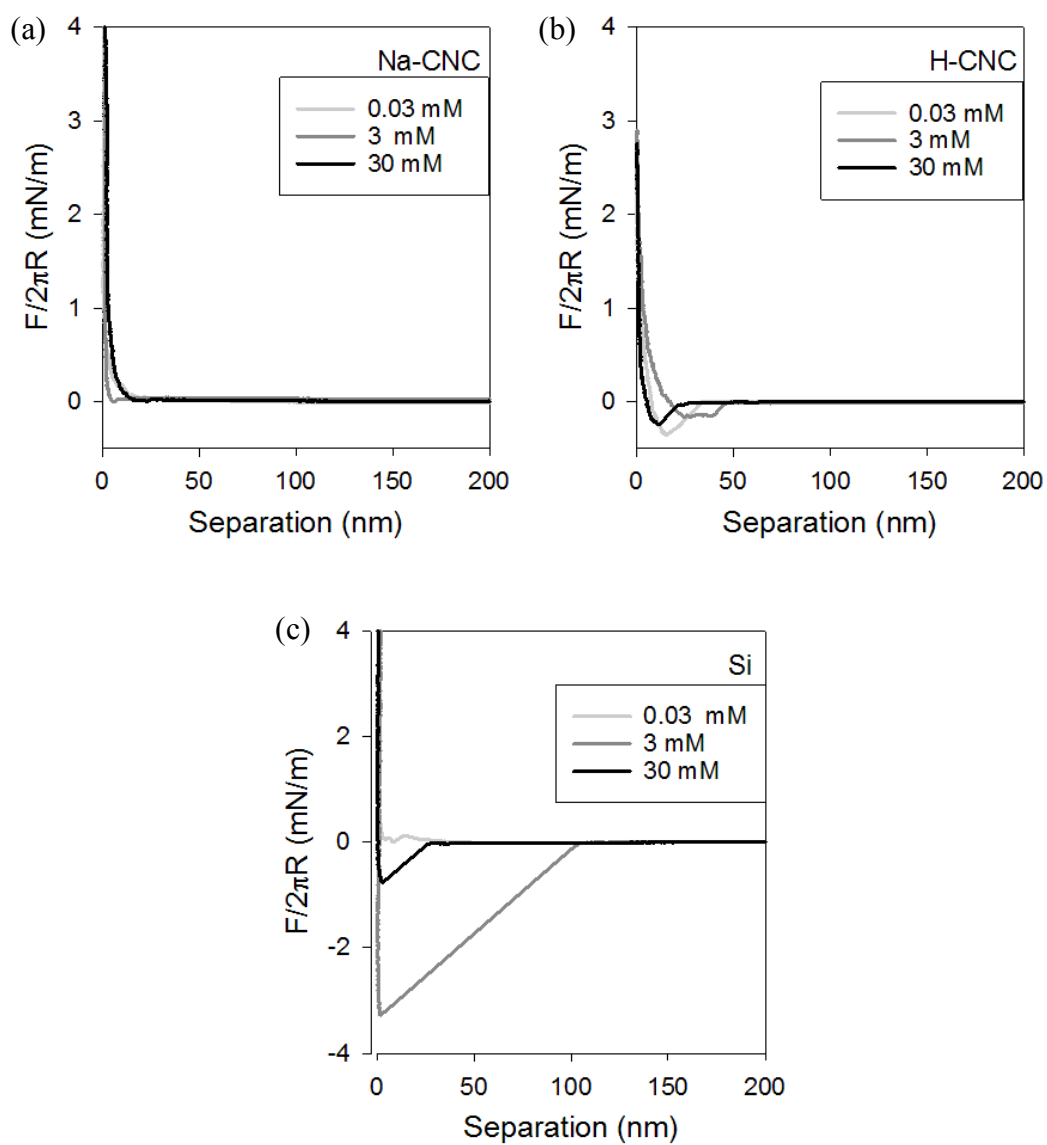 (a)
Na-CNC
0.03 mM
3  mM
30 mM
4
3
2
1
0
F/2πR (mN/m)
0 50 100 150 200
Separation (nm)
(b)
H-CNC
0.03 mM
3 mM
30 mM
4
3
2
1
0
F/2πR (mN/m)
0 50 100 150 200
Separation (nm)
(c)
Si
0.03  mM
3 mM
30 mM
4
2
0
-2
-4
F/2πR (mN/m)
0 50 100 150 200
Separation (nm)